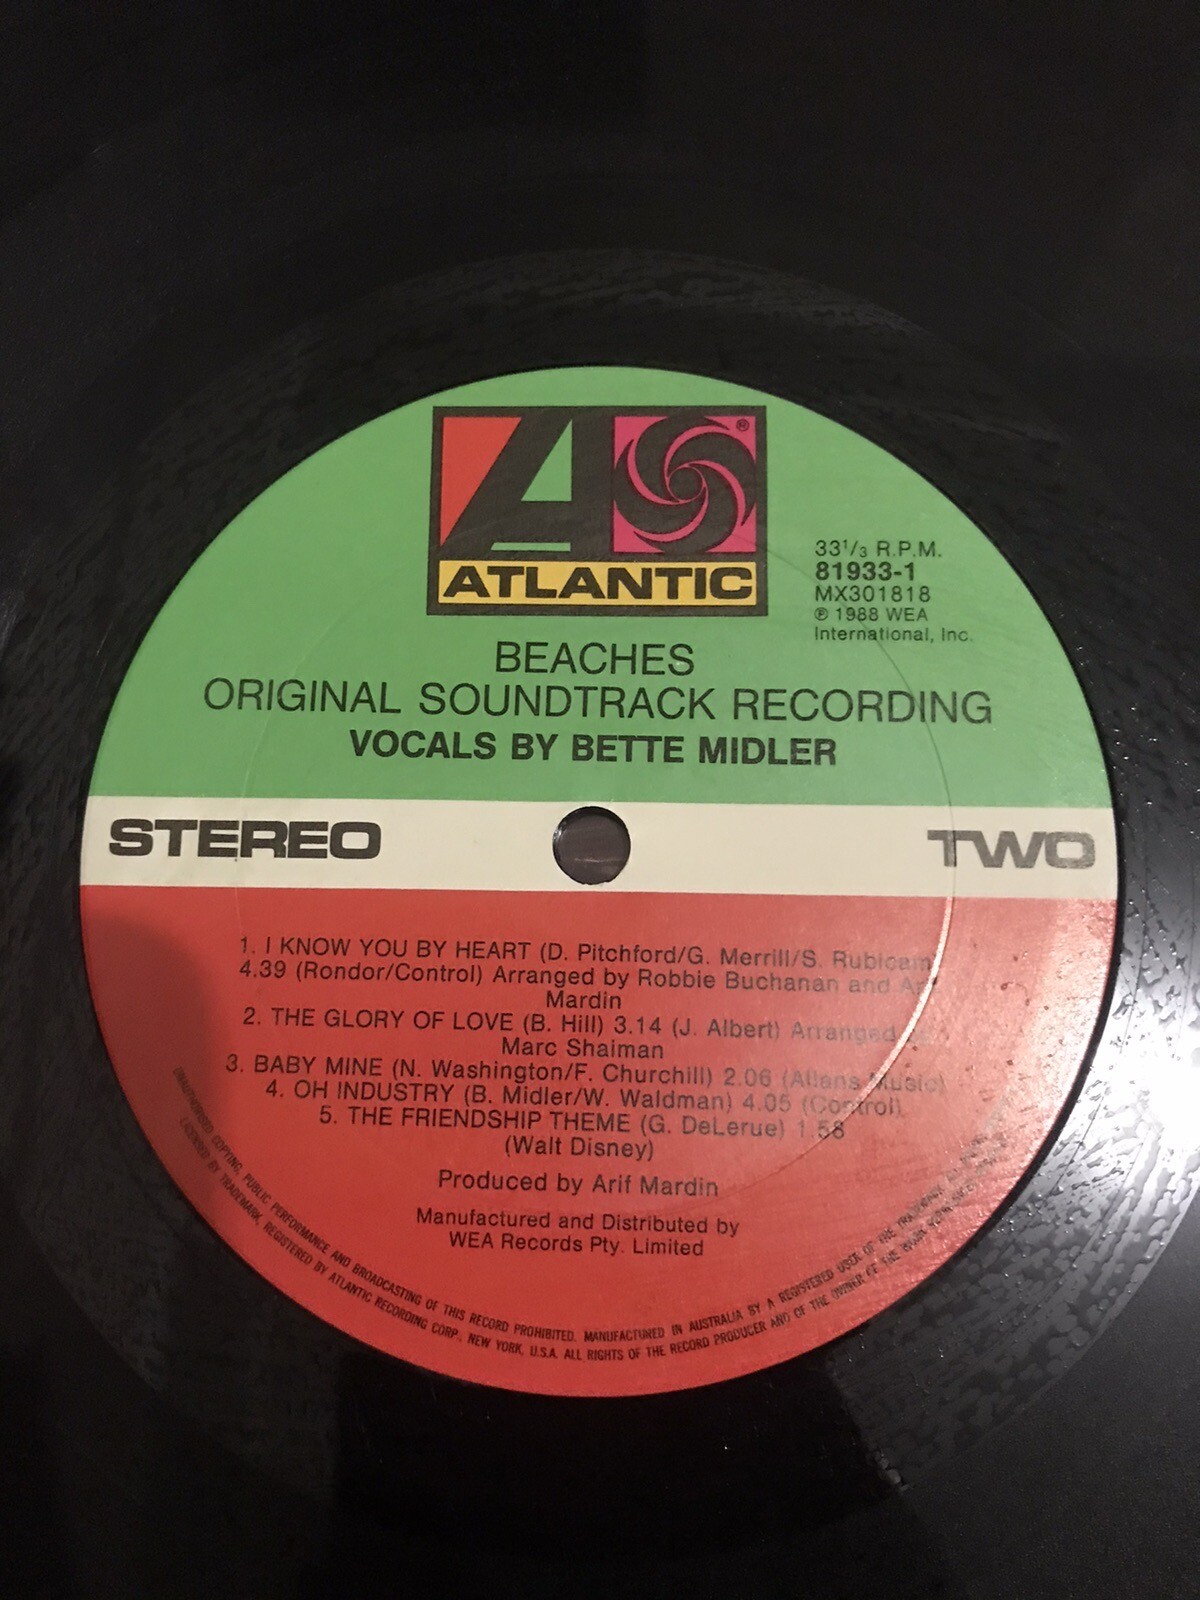 ATLANTIC
®
33⅓ R.P.M.
81933-1
MX301818
℗ 1988 WEA
International, Inc.
BEACHES
ORIGINAL SOUNDTRACK RECORDING
VOCALS BY BETTE MIDLER
STEREO
TWO
1. I KNOW YOU BY HEART (D. Pitchford/G. Merrill/S. Rubicam
4.39 (Rondor/Control) Arranged by Robbie Buchanan and
Mardin
2. THE GLORY OF LOVE (B. Hill) 3.14 (J. Albert) Arranged
Marc Shaiman
3. BABY MINE (N. Washington/F. Churchill) 2.06 (Allans Music)
4. OH INDUSTRY (B. Midler/W. Waldman) 4.05 (Control)
5. THE FRIENDSHIP THEME (G. DeLerue) 1.58
(Walt Disney)
Produced by Arif Mardin
Manufactured and Distributed by
WEA Records Pty. Limited
UNAUTHORISED COPYING, PUBLIC PERFORMANCE AND BROADCASTING OF THIS RECORD PROHIBITED. MANUFACTURED IN AUSTRALIA BY A REGISTERED USER OF THE TRADEMARK
LICENSED BY TRADEMARK, REGISTERED BY ATLANTIC RECORDING CORP., NEW YORK, U.S.A. ALL RIGHTS OF THE RECORD PRODUCER AND OF THE OWNER OF THE WORK